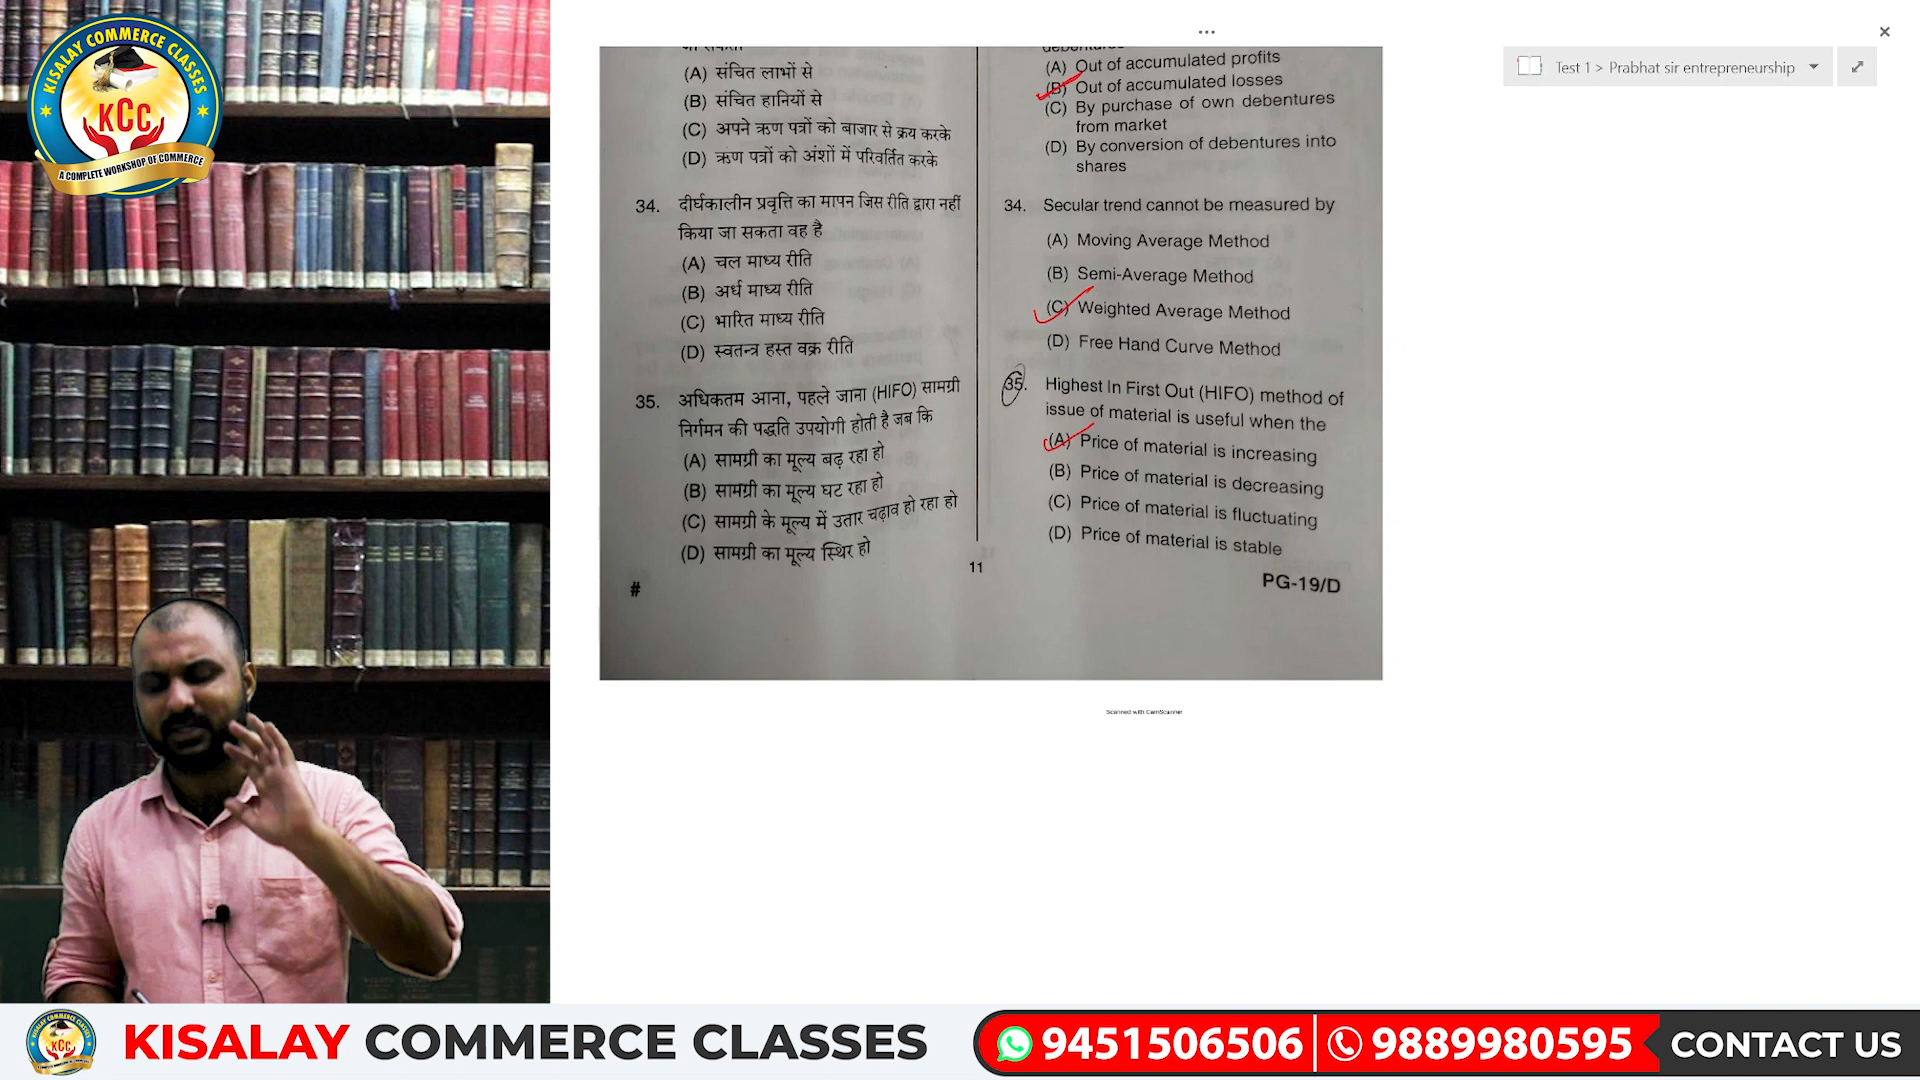 KISALAY COMMERCE CLASSES
KCC
A COMPLETE WORKSHOP OF COMMERCE
Test 1 > Prabhat sir entrepreneurship
(A) संचित लाभों से
(B) संचित हानियों से
(C) अपने ऋण पत्रों को बाजार से क्रय करके
(D) ऋण पत्रों को अंशों में परिवर्तित करके
34. दीर्घकालीन प्रवृत्ति का मापन जिस रीति द्वारा नहीं
किया जा सकता वह है
(A) चल माध्य रीति
(B) अर्ध माध्य रीति
(C) भारित माध्य रीति
(D) स्वतन्त्र हस्त वक्र रीति
35. अधिकतम आना, पहले जाना (HIFO) सामग्री
निर्गमन की पद्धति उपयोगी होती है जब कि
(A) सामग्री का मूल्य बढ़ रहा हो
(B) सामग्री का मूल्य घट रहा हो
(C) सामग्री के मूल्य में उतार चढ़ाव हो रहा हो
(D) सामग्री का मूल्य स्थिर हो
#
debentures
(A) Out of accumulated profits
(B) Out of accumulated losses
(C) By purchase of own debentures
from market
(D) By conversion of debentures into
shares
34. Secular trend cannot be measured by
(A) Moving Average Method
(B) Semi-Average Method
(C) Weighted Average Method
(D) Free Hand Curve Method
35. Highest In First Out (HIFO) method of
issue of material is useful when the
(A) Price of material is increasing
(B) Price of material is decreasing
(C) Price of material is fluctuating
(D) Price of material is stable
11
PG-19/D
Scanned with CamScanner
KCC
KISALAY COMMERCE CLASSES
9451506506
9889980595
CONTACT US